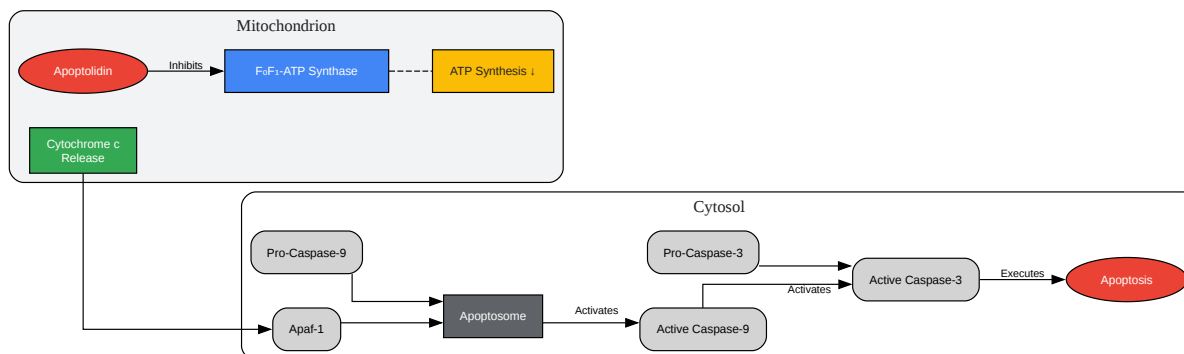 Mitochondrion
Apoptolidin
Inhibits
F₀F₁-ATP Synthase
ATP Synthesis ↓
Cytochrome c
Release
Cytosol
Pro-Caspase-9
Pro-Caspase-3
Active Caspase-3
Executes
Apoptosis
Activates
Apaf-1
Apoptosome
Activates
Active Caspase-9